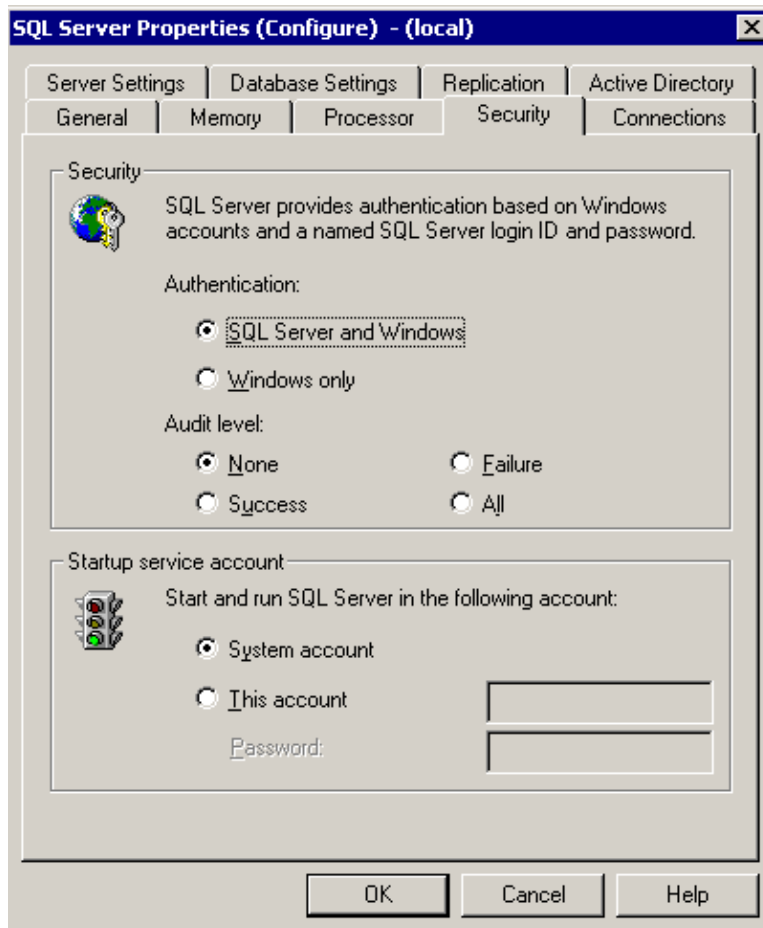 SQL Server Properties (Configure) - (local)
Server Settings
Database Settings
Replication
Active Directory
General
Memory
Processor
Security
Connections
Security
SQL Server provides authentication based on Windows
accounts and a named SQL Server login ID and password.
Authentication:
SQL Server and Windows
Windows only
Audit level:
None
Failure
Success
All
Startup service account
Start and run SQL Server in the following account:
System account
This account
Password:
OK
Cancel
Help